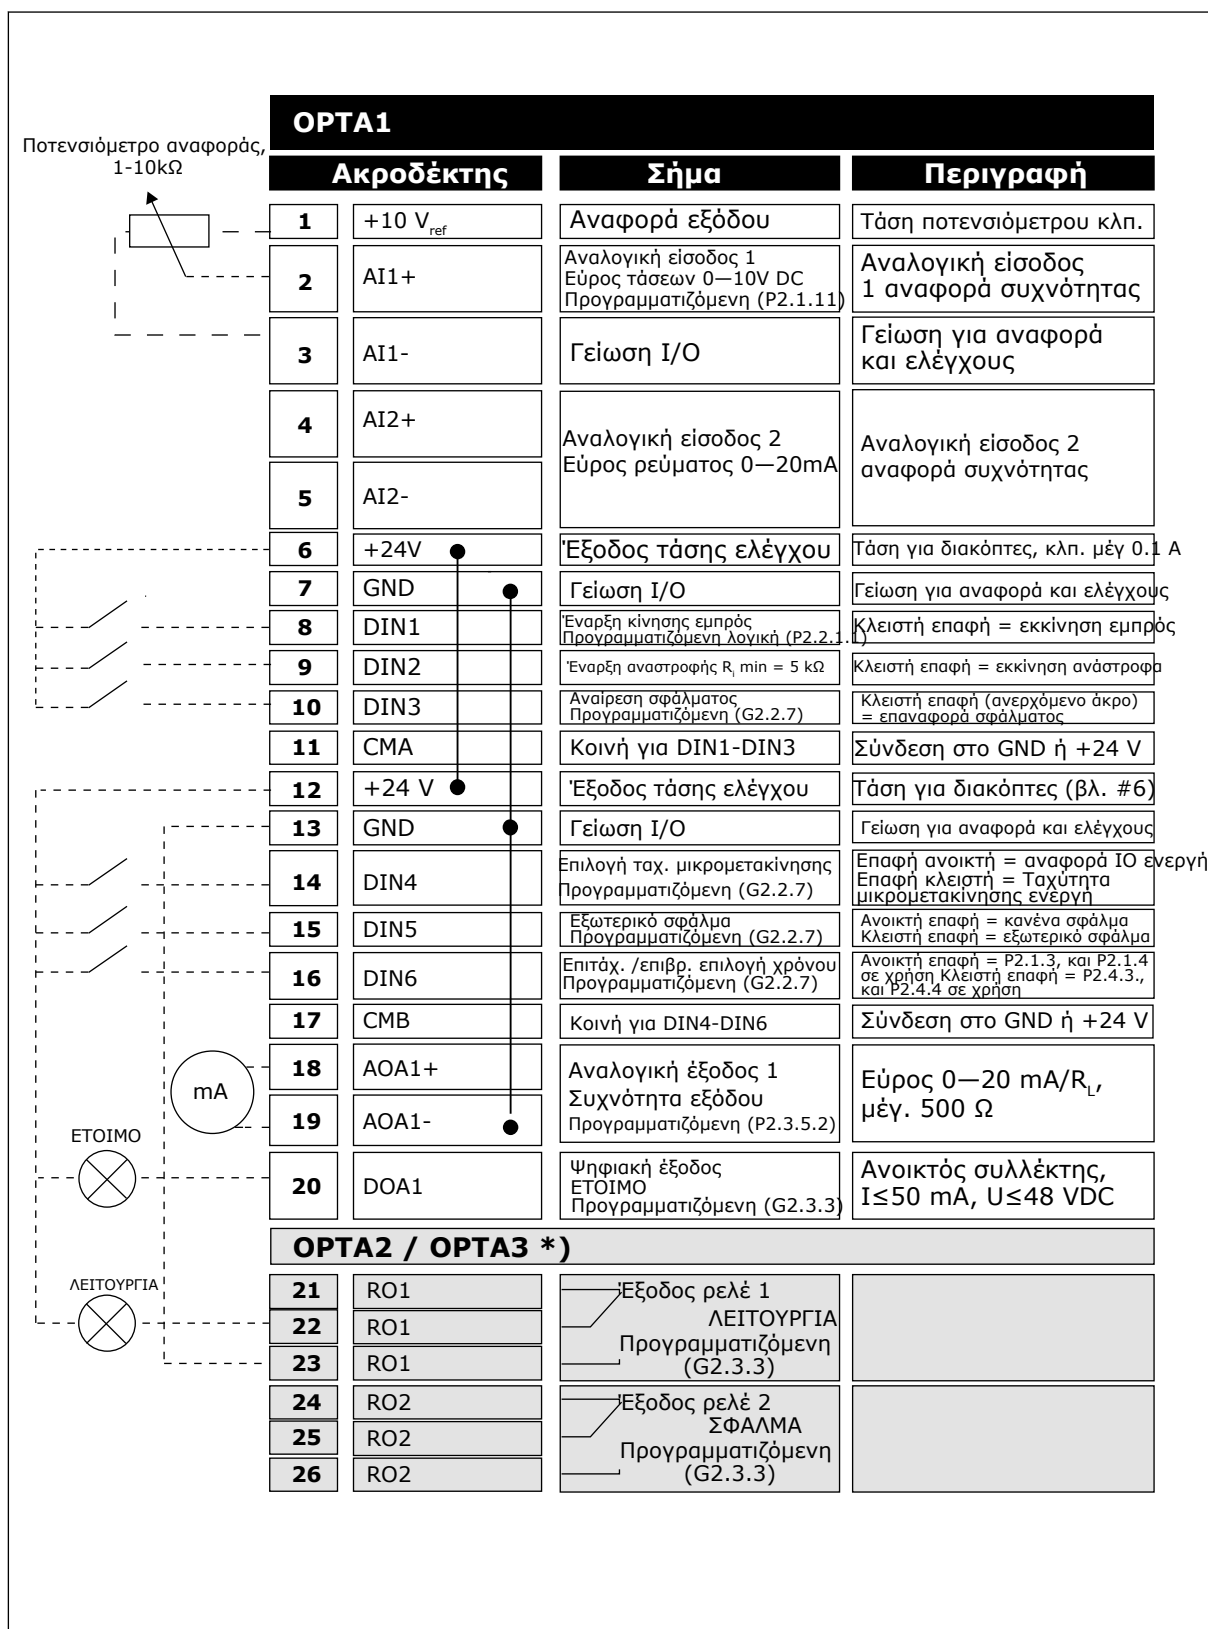 OPTA1
Ποτενσιόμετρο αναφοράς,
1-10kΩ
Ακροδέκτης Σήμα Περιγραφή
1 +10 Vref Αναφορά εξόδου Τάση ποτενσιόμετρου κλπ.
2 AI1+ Αναλογική είσοδος 1
Εύρος τάσεων 0—10V DC
Προγραμματιζόμενη (P2.1.11)
Αναλογική είσοδος
1 αναφορά συχνότητας
3 AI1- Γείωση I/O Γείωση για αναφορά
και ελέγχους
4 AI2+
5 AI2-
Αναλογική είσοδος 2
Εύρος ρεύματος 0—20mA
Αναλογική είσοδος 2
αναφορά συχνότητας
6 +24V Έξοδος τάσης ελέγχου Τάση για διακόπτες, κλπ. μέγ 0.1 A
7 GND Γείωση I/O Γείωση για αναφορά και ελέγχους
8 DIN1 Έναρξη κίνησης εμπρός
Προγραμματιζόμενη λογική (P2.2.1.1)
Κλειστή επαφή = εκκίνηση εμπρός
9 DIN2 Έναρξη αναστροφής Ri min = 5 kΩ Κλειστή επαφή = εκκίνηση ανάστροφα
10 DIN3 Αναίρεση σφάλματος
Προγραμματιζόμενη (G2.2.7)
Κλειστή επαφή (ανερχόμενο άκρο)
= επαναφορά σφάλματος
11 CMA Κοινή για DIN1-DIN3 Σύνδεση στο GND ή +24 V
12 +24 V Έξοδος τάσης ελέγχου Τάση για διακόπτες (βλ. #6)
13 GND Γείωση I/O Γείωση για αναφορά και ελέγχους
14 DIN4 Επιλογή ταχ. μικρομετακίνησης
Προγραμματιζόμενη (G2.2.7)
Επαφή ανοικτή = αναφορά IO ενεργή
Επαφή κλειστή = Ταχύτητα
μικρομετακίνησης ενεργή
15 DIN5 Εξωτερικό σφάλμα
Προγραμματιζόμενη (G2.2.7)
Ανοικτή επαφή = κανένα σφάλμα
Κλειστή επαφή = εξωτερικό σφάλμα
16 DIN6 Επιτάχ. /επιβρ. επιλογή χρόνου
Προγραμματιζόμενη (G2.2.7)
Ανοικτή επαφή = P2.1.3, και P2.1.4
σε χρήση Κλειστή επαφή = P2.4.3.,
και P2.4.4 σε χρήση
17 CMB Κοινή για DIN4-DIN6 Σύνδεση στο GND ή +24 V
mA
18 AOA1+
19 AOA1-
Αναλογική έξοδος 1
Συχνότητα εξόδου
Προγραμματιζόμενη (P2.3.5.2)
Εύρος 0—20 mA/RL,
μέγ. 500 Ω
ΕΤΟΙΜΟ
20 DOA1 Ψηφιακή έξοδος
ΕΤΟΙΜΟ
Προγραμματιζόμενη (G2.3.3)
Ανοικτός συλλέκτης,
I≤50 mA, U≤48 VDC
OPTA2 / OPTA3 *)
ΛΕΙΤΟΥΡΓΙΑ
21 RO1
22 RO1
23 RO1
Έξοδος ρελέ 1
ΛΕΙΤΟΥΡΓΙΑ
Προγραμματιζόμενη
(G2.3.3)
24 RO2
25 RO2
26 RO2
Έξοδος ρελέ 2
ΣΦΑΛΜΑ
Προγραμματιζόμενη
(G2.3.3)